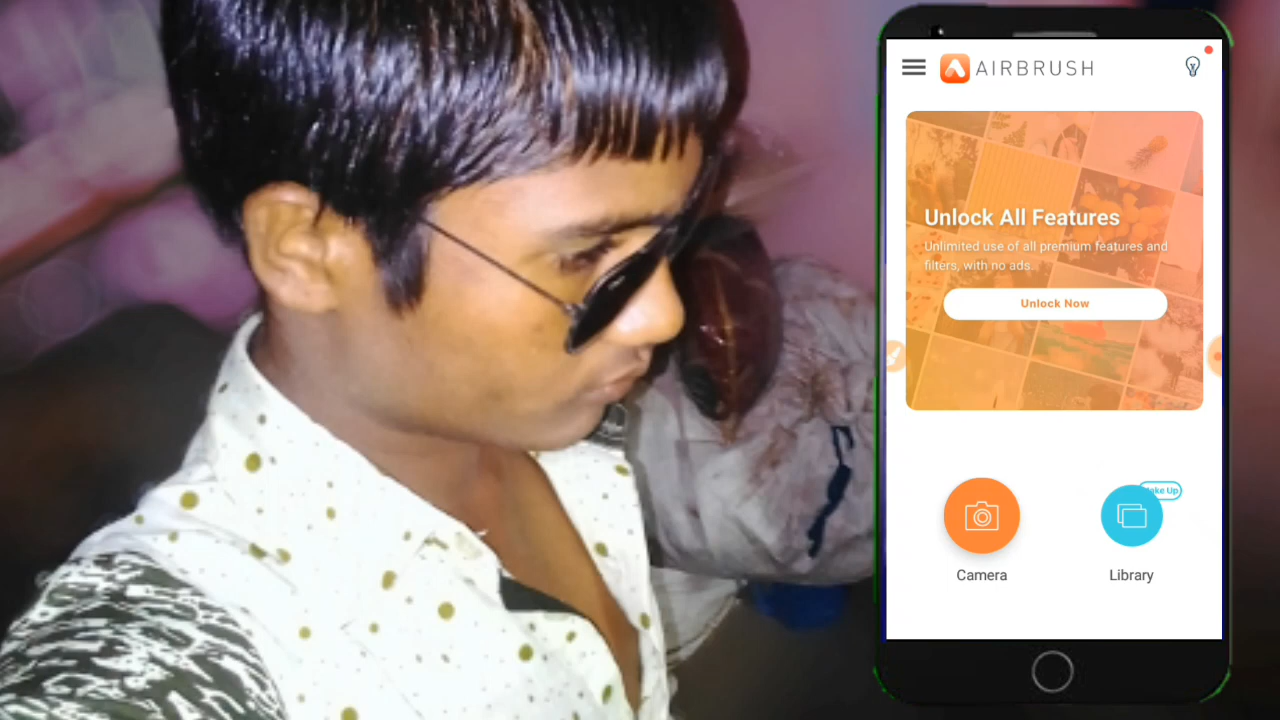 AIRBRUSH
Unlock All Features
Unlimited use of all premium features and
filters, with no ads.
Unlock Now
Up
Camera
Library